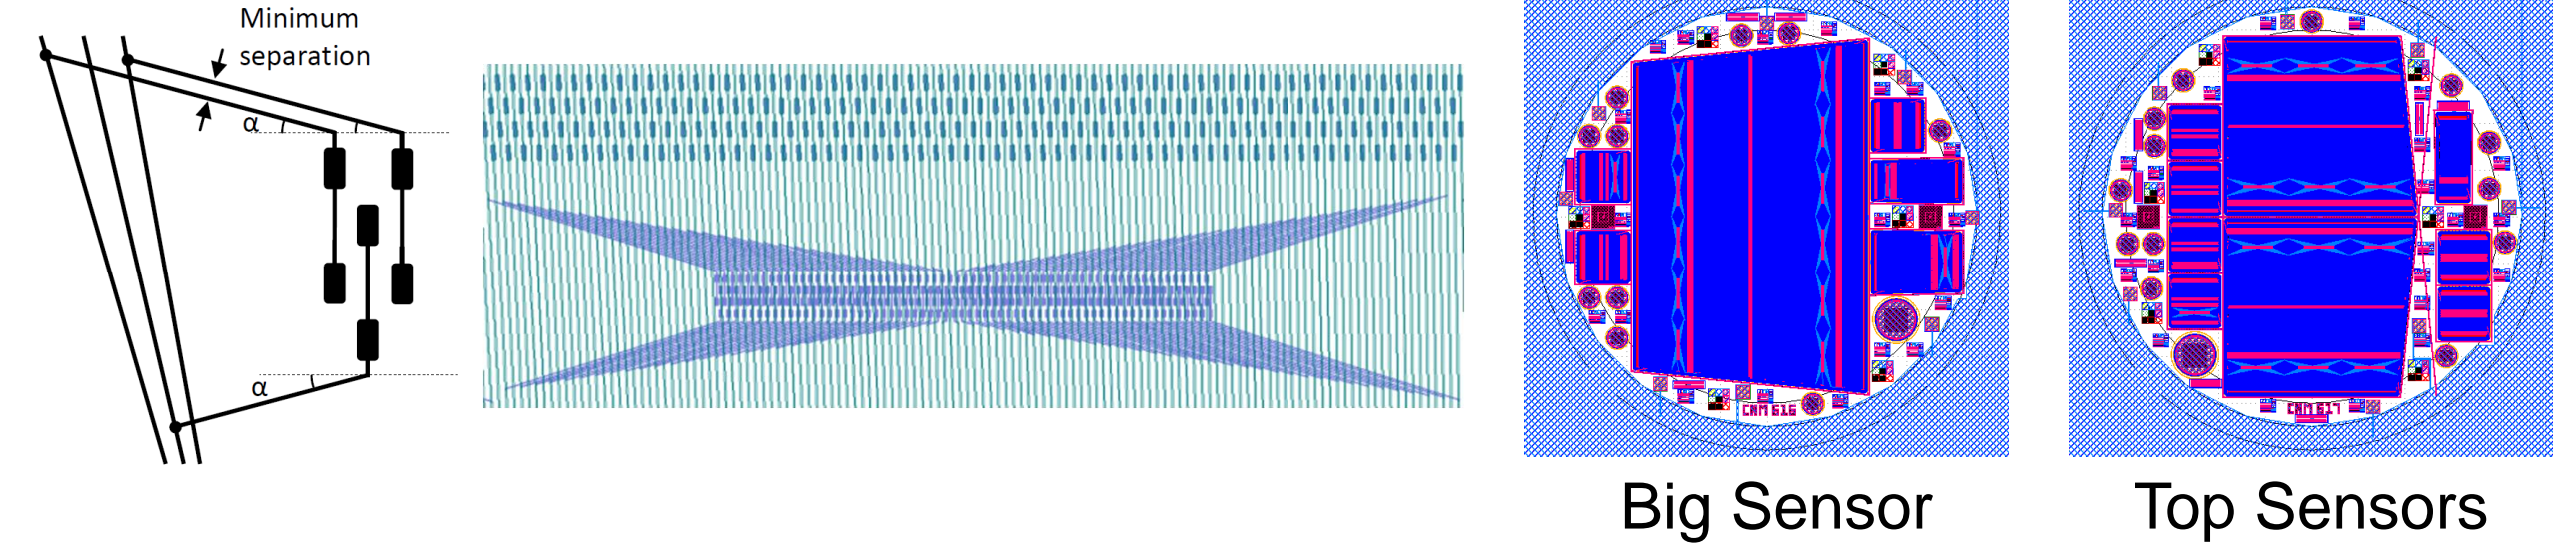 Minimum
separation
α
α
CNM 616
CNM 617
Big Sensor
Top Sensors